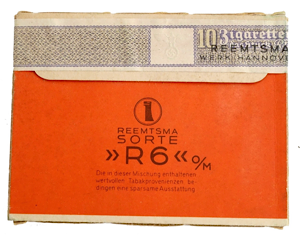 10 Zigaretten
REEMTSMA
WERK HANNOVE
REEMTSMA
SORTE
»R6« o/M
Die in dieser Mischung enthaltenen
wertvollen Tabakprovenienzen, be-
dingen eine sparsame Ausstattung.